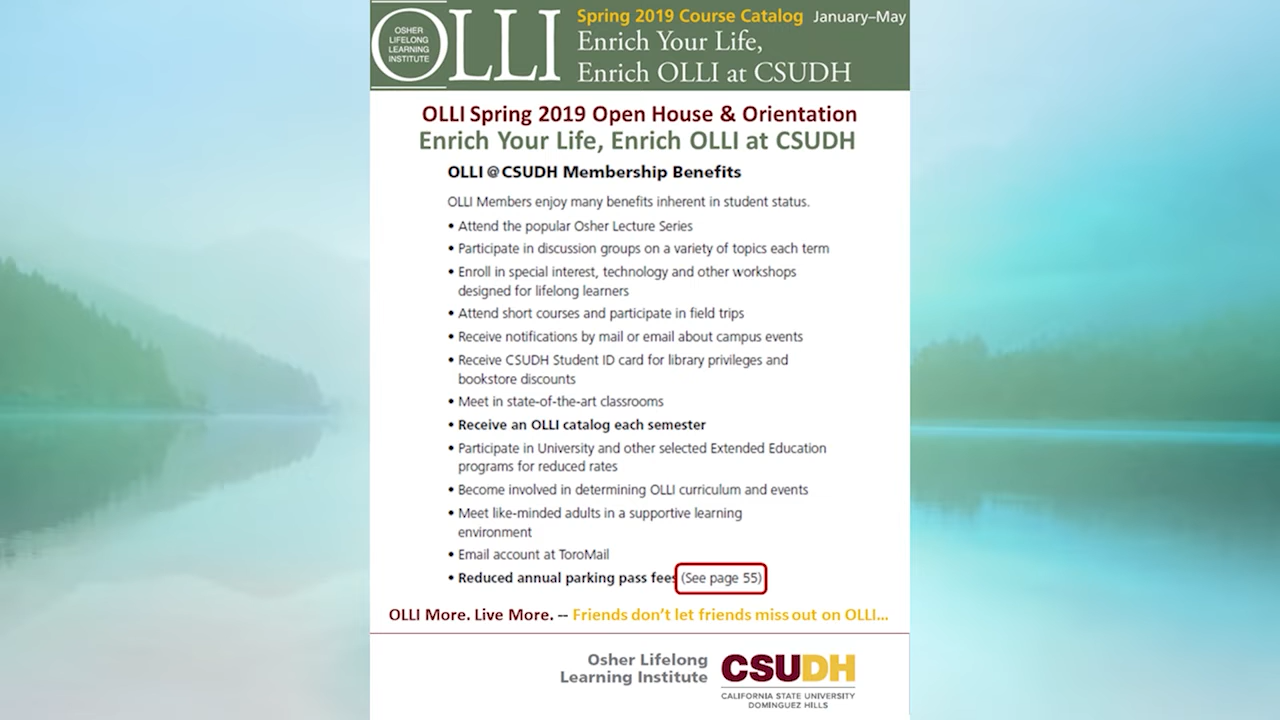 OSHER
LIFELONG
LEARNING
INSTITUTE
OLLI
Spring 2019 Course Catalog January–May
Enrich Your Life,
Enrich OLLI at CSUDH
OLLI Spring 2019 Open House & Orientation
Enrich Your Life, Enrich OLLI at CSUDH
OLLI @ CSUDH Membership Benefits
OLLI Members enjoy many benefits inherent in student status.
• Attend the popular Osher Lecture Series
• Participate in discussion groups on a variety of topics each term
• Enroll in special interest, technology and other workshops
designed for lifelong learners
• Attend short courses and participate in field trips
• Receive notifications by mail or email about campus events
• Receive CSUDH Student ID card for library privileges and
bookstore discounts
• Meet in state-of-the-art classrooms
• Receive an OLLI catalog each semester
• Participate in University and other selected Extended Education
programs for reduced rates
• Become involved in determining OLLI curriculum and events
• Meet like-minded adults in a supportive learning
environment
• Email account at ToroMail
• Reduced annual parking pass fees (See page 55)
OLLI More. Live More. -- Friends don't let friends miss out on OLLI...
Osher Lifelong
Learning Institute
CSUDH
CALIFORNIA STATE UNIVERSITY
DOMINGUEZ HILLS